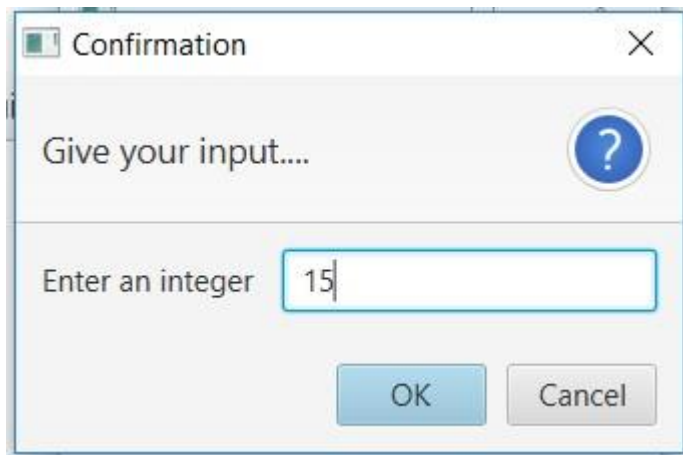 Confirmation
Give your input....
?
Enter an integer 15
OK Cancel